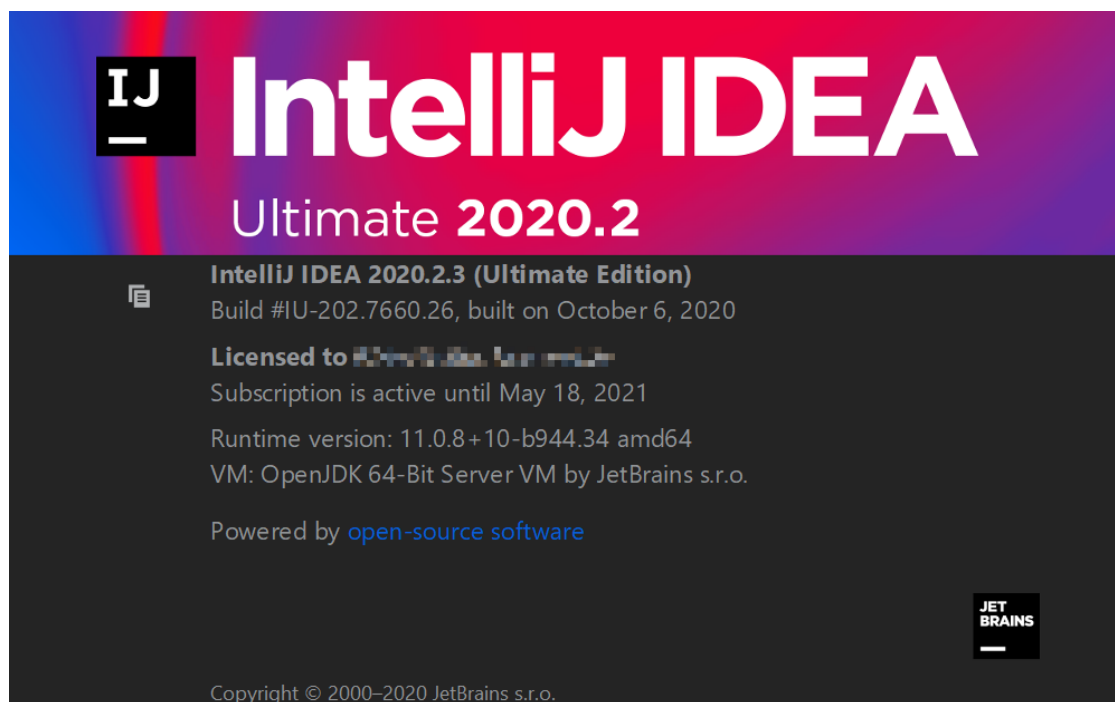 IJ
IntelliJ IDEA
Ultimate 2020.2
IntelliJ IDEA 2020.2.3 (Ultimate Edition)
Build #IU-202.7660.26, built on October 6, 2020
Licensed to
Subscription is active until May 18, 2021
Runtime version: 11.0.8+10-b944.34 amd64
VM: OpenJDK 64-Bit Server VM by JetBrains s.r.o.
Powered by open-source software
JET
BRAINS
Copyright © 2000–2020 JetBrains s.r.o.